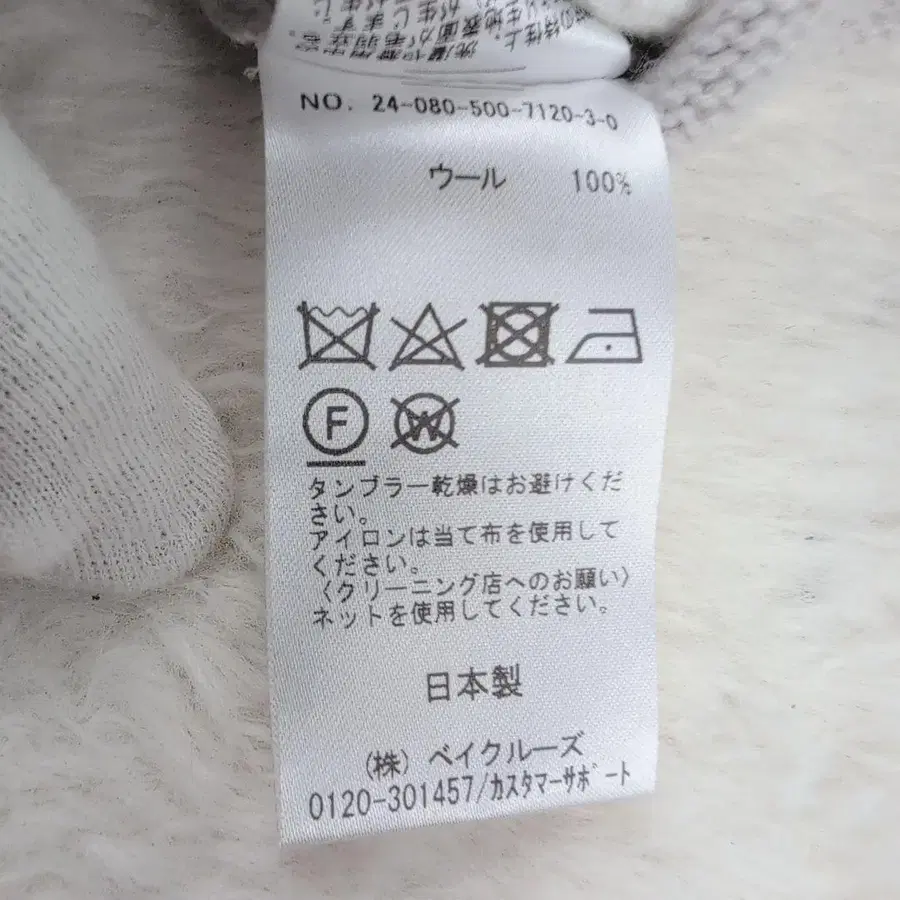 NO. 24-080-500-7120-3-0
ウール 100%
F
W
タンブラー乾燥はお避けくだ
さい。
アイロンは当て布を使用して
ください。
〈クリーニング店へのお願い〉
ネットを使用してください。
日本製
(株) ベイクルーズ
0120-301457/カスタマーサポート